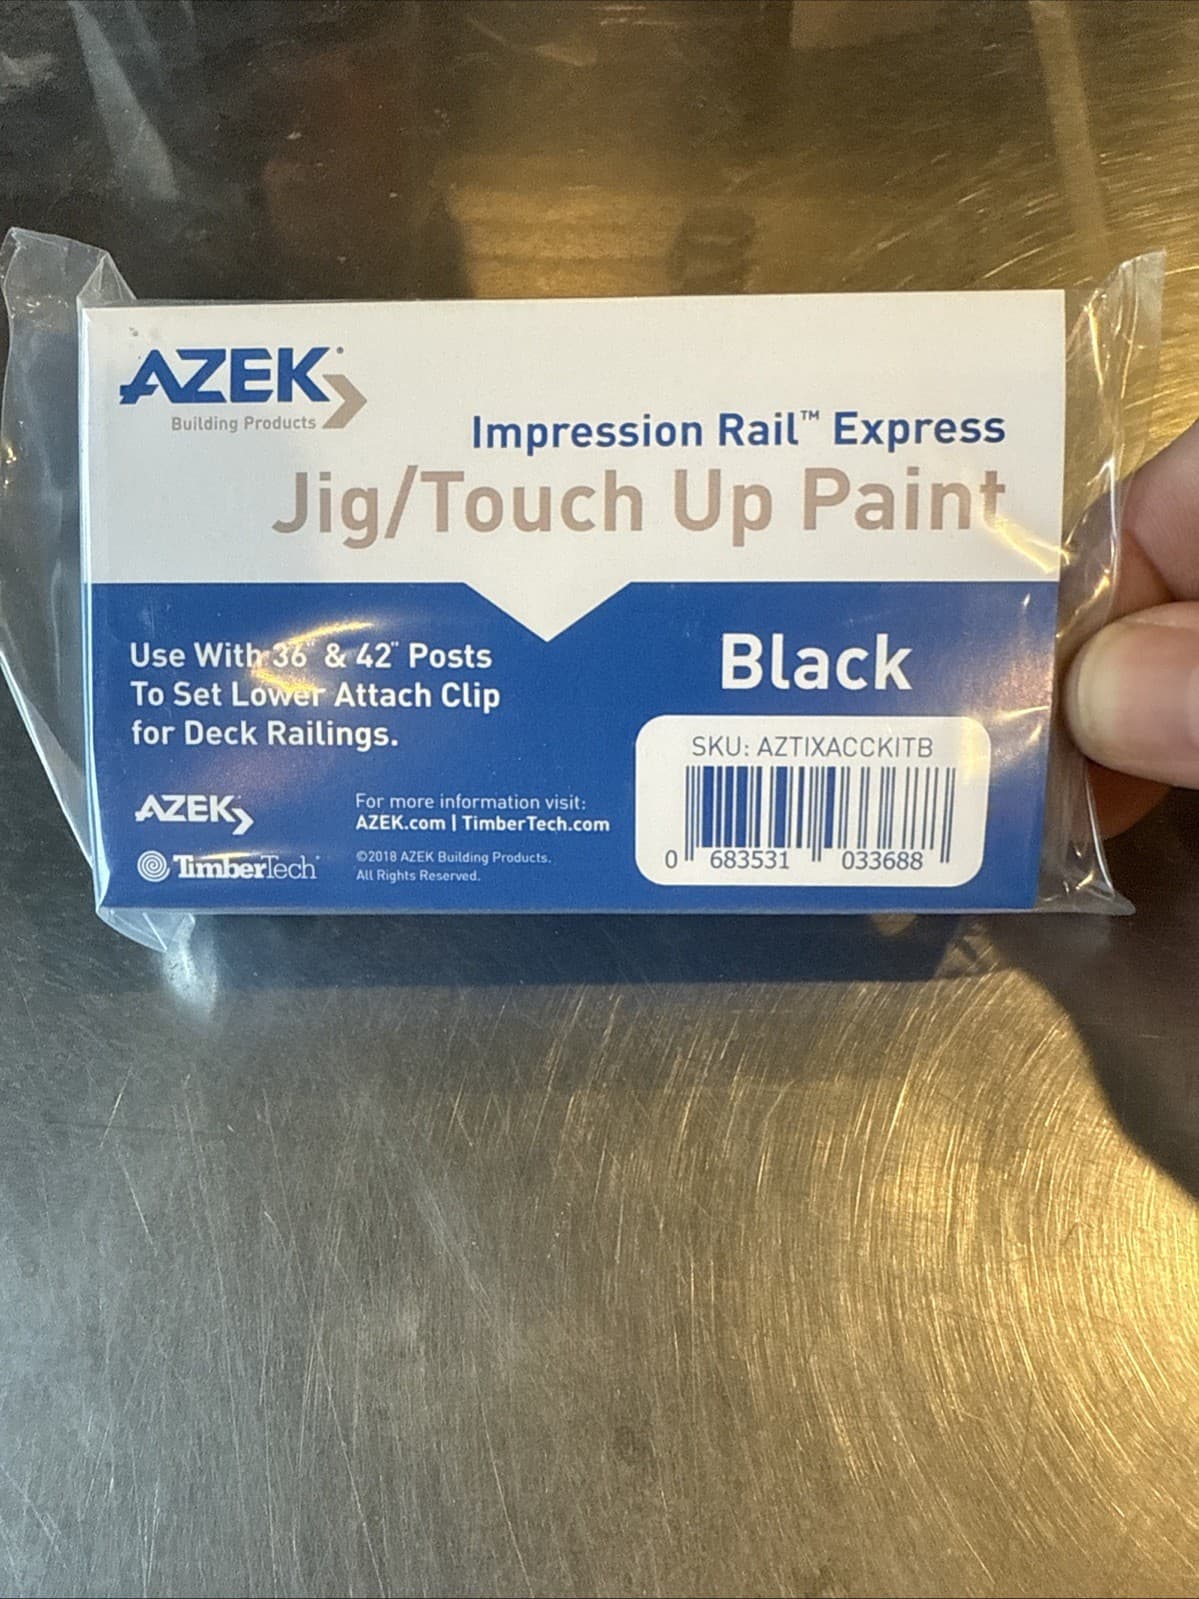 AZEK®
Building Products
Impression Rail™ Express
Jig/Touch Up Paint
Use With 36" & 42" Posts
To Set Lower Attach Clip
for Deck Railings.
Black
SKU: AZTIXACCKITB
0 683531 033688
AZEK
TimberTech®
For more information visit:
AZEK.com | TimberTech.com
©2018 AZEK Building Products.
All Rights Reserved.